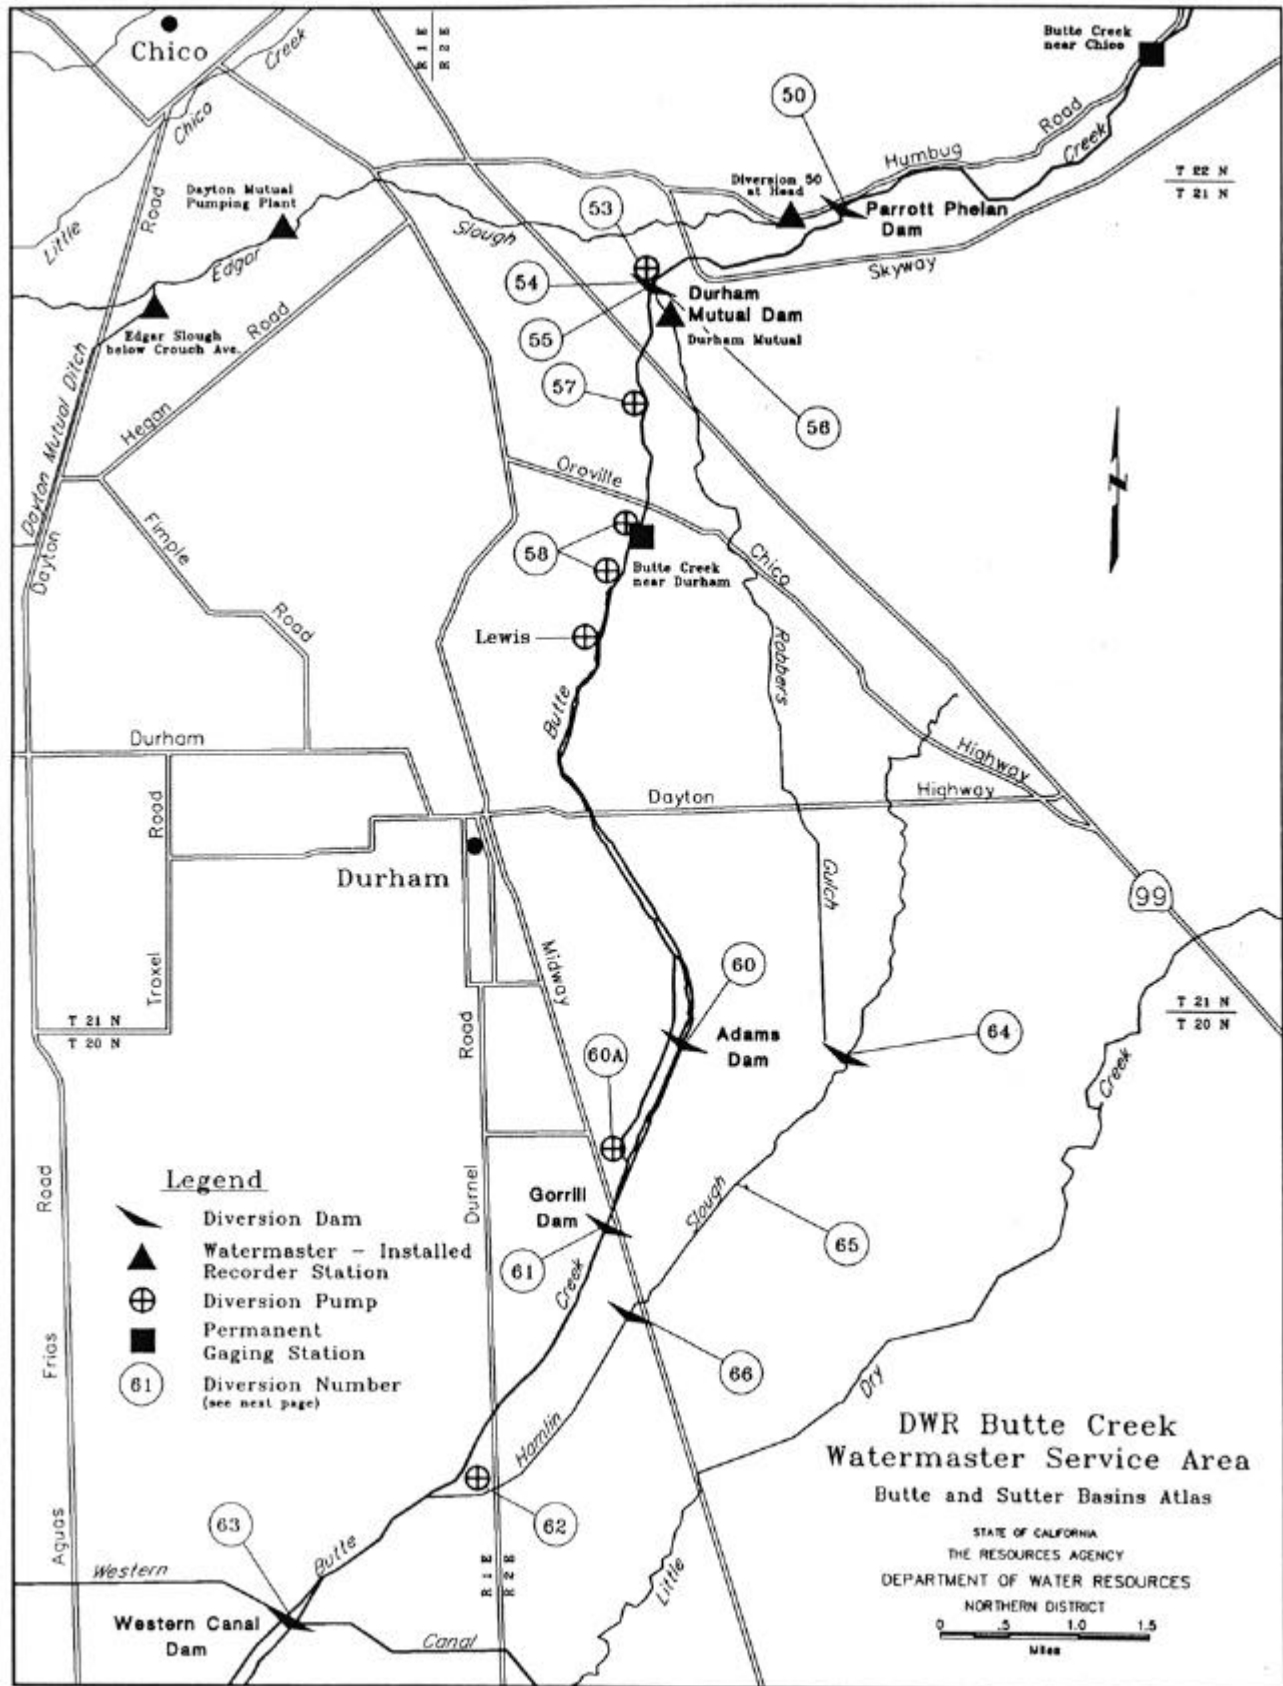 Chico
Creek
Chico
Little
R 1 E
R 2 E
Butte Creek
near Chico
50
Road
Creek
Humbug
T 22 N
T 21 N
Dayton Mutual
Pumping Plant
Road
Diversion 50
at Head
Parrott Phelan
Dam
53
Slough
Edgar
Skyway
54
Durham
Mutual Dam
Durham Mutual
55
Edgar Slough
below Crouch Ave.
Road
Dayton Mutual Ditch
Hegan
57
56
N
Oroville
Dayton
Fimple
Road
58
Butte Creek
near Durham
Chico
Lewis
Robbers
Butte
Durham
Highway
Dayton
Highway
Road
Durham
Gulch
99
Troxel
Midway
60
T 21 N
T 20 N
T 21 N
T 20 N
Road
60A
Adams
Dam
64
Creek
Legend
Diversion Dam
Watermaster - Installed
Recorder Station
Diversion Pump
Permanent
Gaging Station
61
Diversion Number
(see next page)
Road
Frias
Aguas
Durnel
Gorrill
Dam
Slough
65
61
Creek
66
Dry
Hamlin
62
63
Butte
Western
Western Canal
Dam
Canal
R 1 E
R 2 E
Little
DWR Butte Creek
Watermaster Service Area
Butte and Sutter Basins Atlas
STATE OF CALIFORNIA
THE RESOURCES AGENCY
DEPARTMENT OF WATER RESOURCES
NORTHERN DISTRICT
0 .5 1.0 1.5
Miles